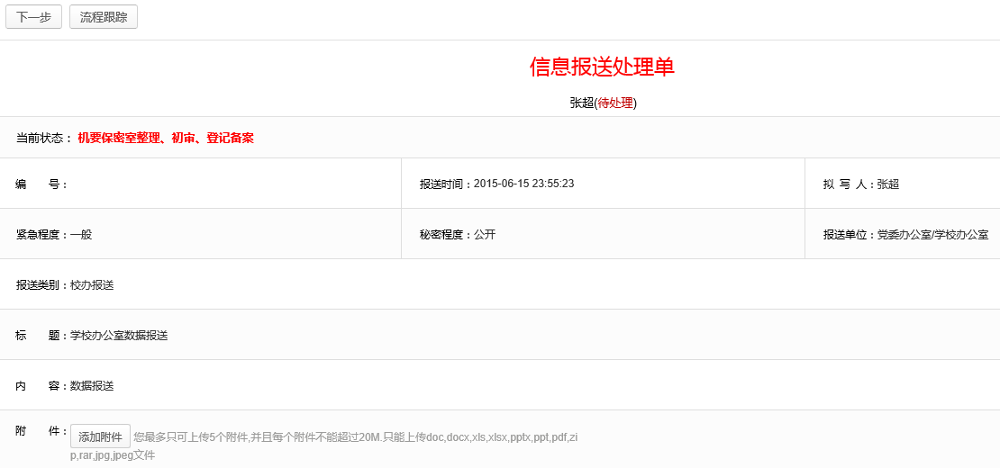 下一步 流程跟踪
信息报送处理单
张超(待处理)
当前状态： 机要保密室整理、初审、登记备案
编 号： 报送时间：2015-06-15 23:55:23 拟 写 人：张超
紧急程度：一般 秘密程度：公开 报送单位：党委办公室/学校办公室
报送类别：校办报送
标 题：学校办公室数据报送
内 容：数据报送
附 件： 添加附件 您最多只可上传5个附件,并且每个附件不能超过20M.只能上传doc,docx,xls,xlsx,pptx,ppt,pdf,zi
p,rar,jpg,jpeg文件